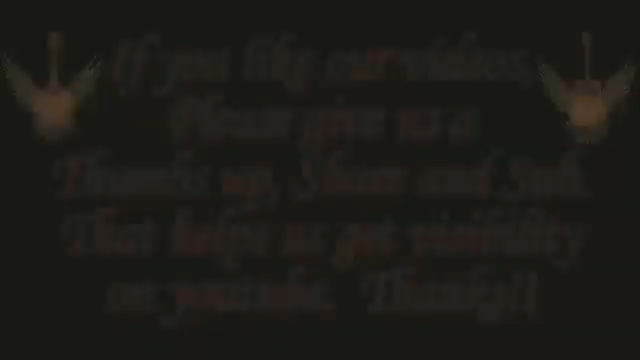 If you like our videos,
Please give us a
Thumbs up, Share and Sub.
That helps us get visibility
on youtube. Thanks!!